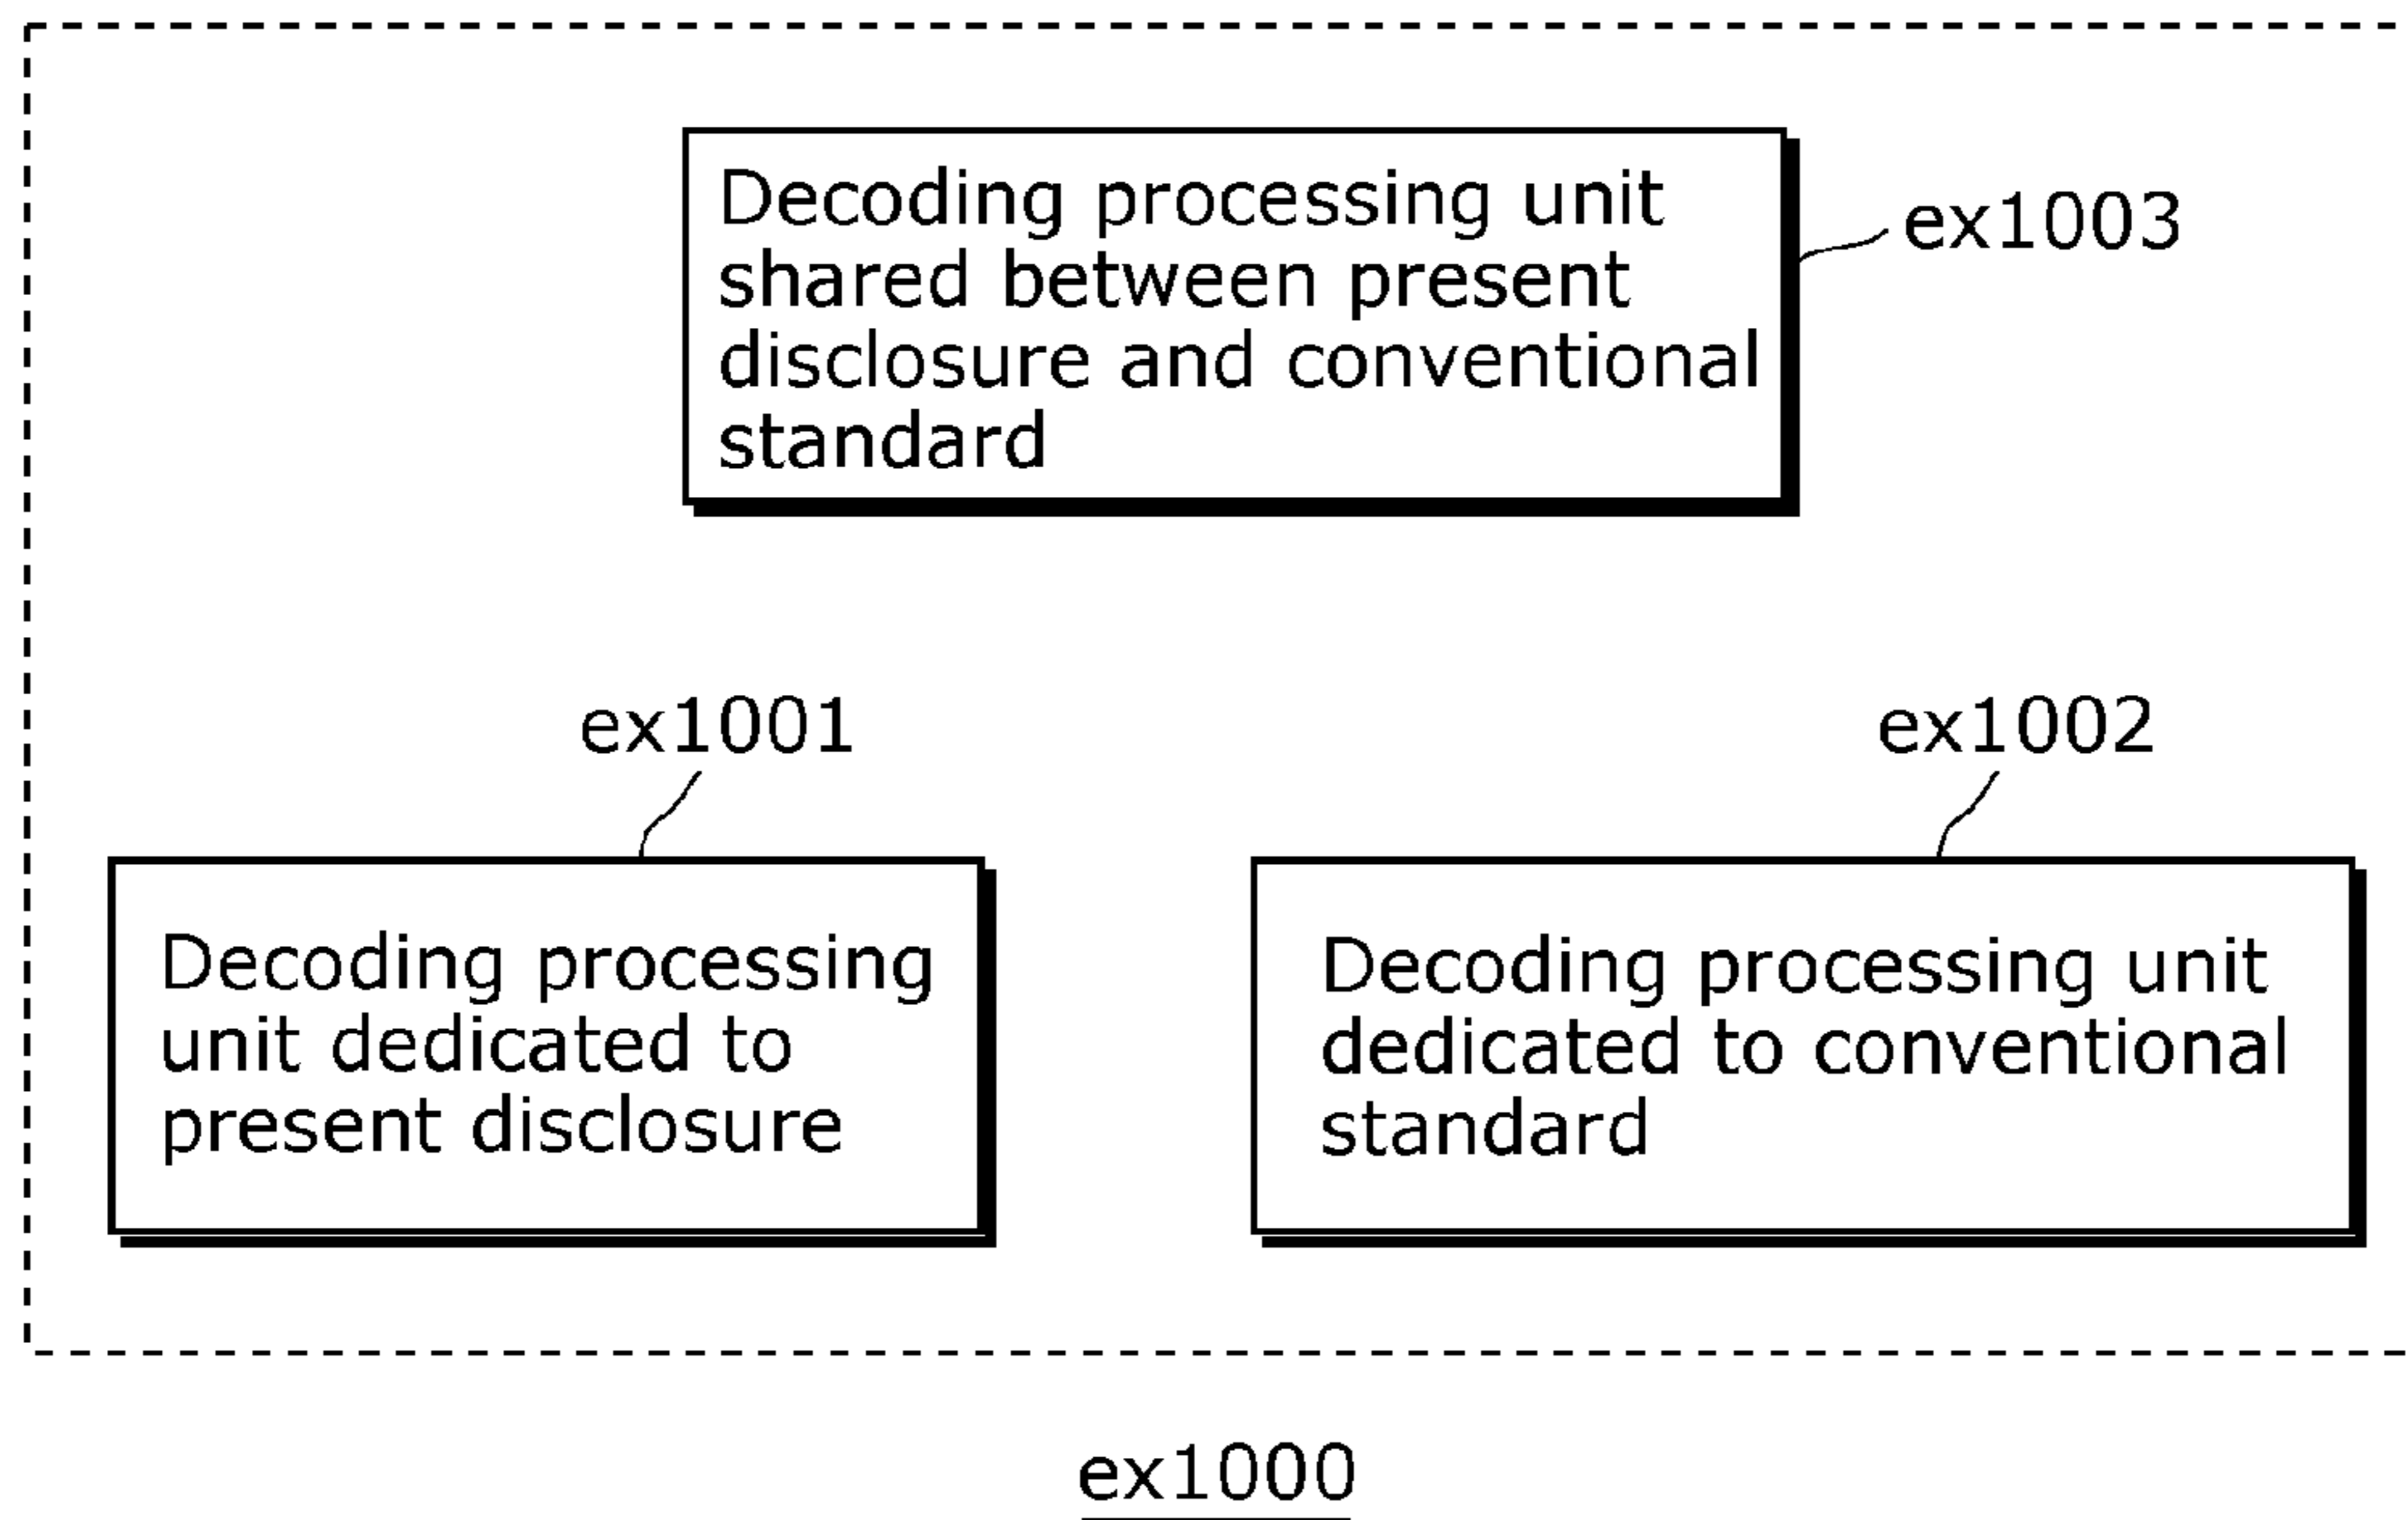 Decoding processing unit
shared between present
disclosure and conventional
standard
ex1003
ex1001
Decoding processing
unit dedicated to
present disclosure
ex1002
Decoding processing unit
dedicated to conventional
standard
ex1000